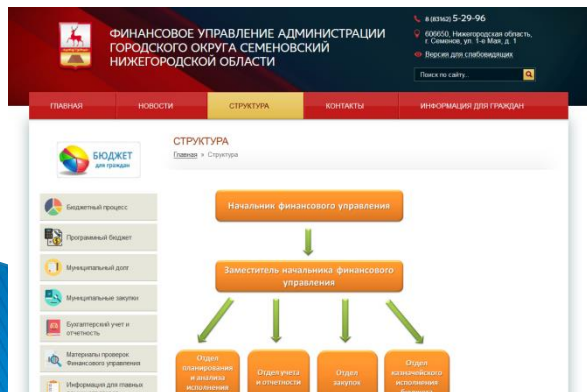 ФИНАНСОВОЕ УПРАВЛЕНИЕ АДМИНИСТРАЦИИ
ГОРОДСКОГО ОКРУГА СЕМЕНОВСКИЙ
НИЖЕГОРОДСКОЙ ОБЛАСТИ
8 (83162) 5-29-96
606650, Нижегородская область,
г. Семенов, ул. 1-е Мая, д. 1
Версия для слабовидящих
Поиск по сайту...
ГЛАВНАЯ НОВОСТИ СТРУКТУРА КОНТАКТЫ ИНФОРМАЦИЯ ДЛЯ ГРАЖДАН
БЮДЖЕТ
для граждан
СТРУКТУРА
Главная » Структура
Бюджетный процесс
Программный бюджет
Муниципальный долг
Муниципальные закупки
Бухгалтерский учет и
отчетность
Материалы проверок
Финансового управления
Информация для главных
Начальник финансового управления
Заместитель начальника финансового
управления
Отдел
планирования
и анализа
исполнения
Отдел учета
и отчетности
Отдел
закупок
Отдел
казначейского
исполнения